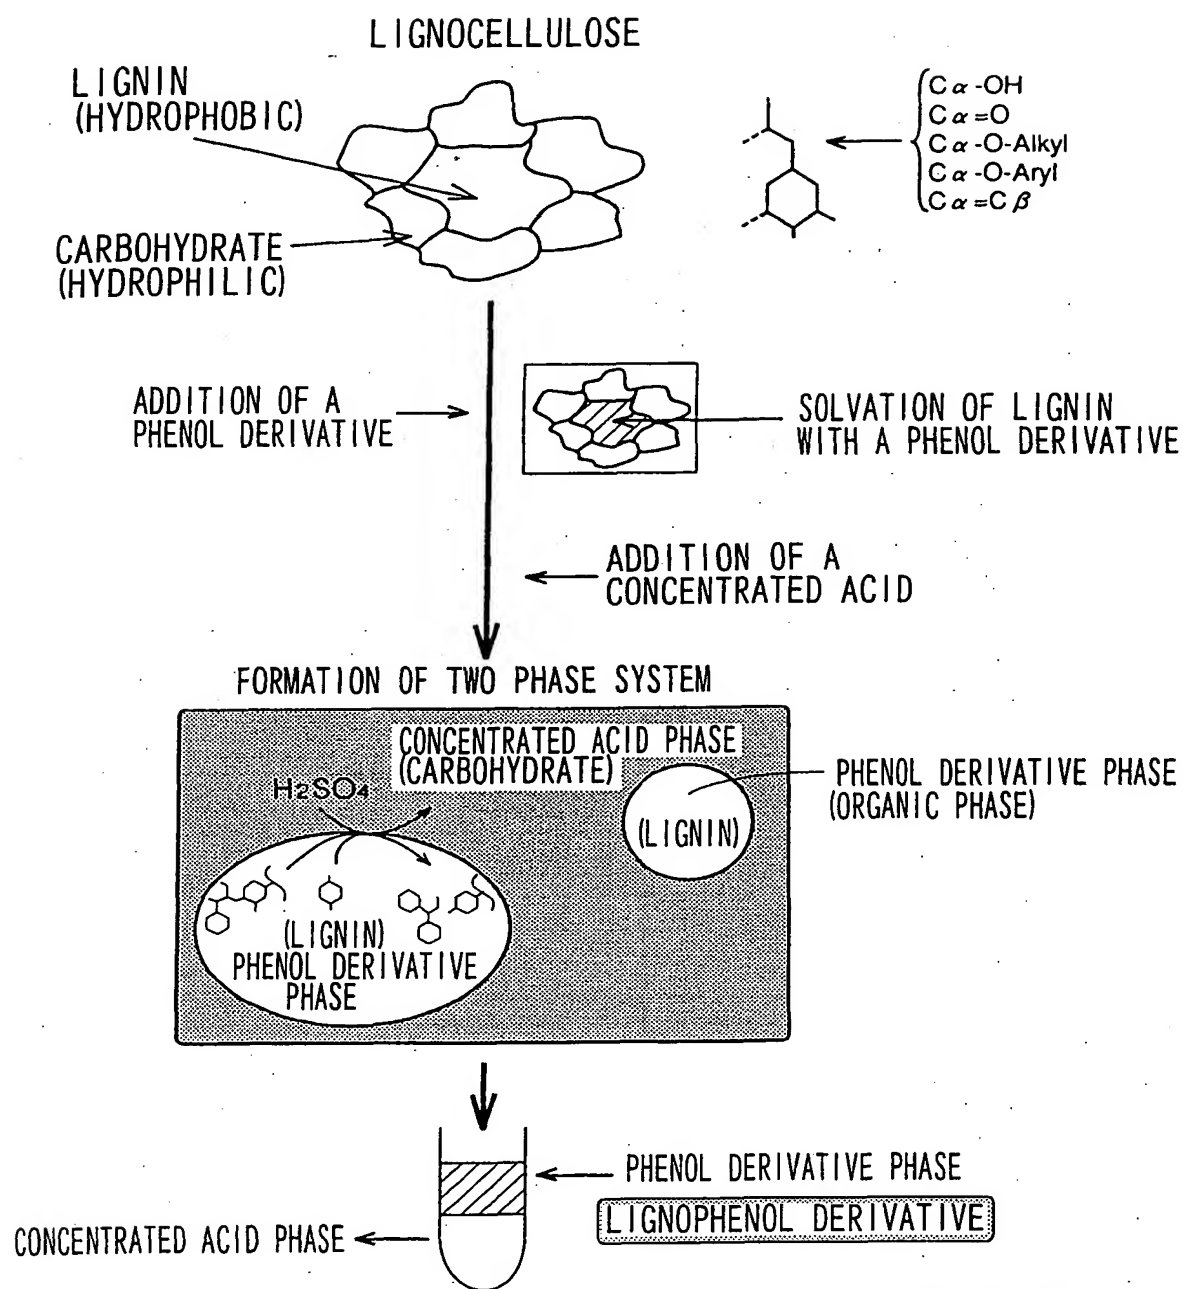 LIGNOCELLULOSE
LIGNIN
(HYDROPHOBIC)
Cα-OH
Cα=O
Cα-O-Alkyl
Cα-O-Aryl
Cα=Cβ
CARBOHYDRATE
(HYDROPHILIC)
ADDITION OF A
PHENOL DERIVATIVE
SOLVATION OF LIGNIN
WITH A PHENOL DERIVATIVE
ADDITION OF A
CONCENTRATED ACID
FORMATION OF TWO PHASE SYSTEM
CONCENTRATED ACID PHASE
(CARBOHYDRATE)
H2SO4
PHENOL DERIVATIVE PHASE
(ORGANIC PHASE)
(LIGNIN)
(LIGNIN)
PHENOL DERIVATIVE
PHASE
PHENOL DERIVATIVE PHASE
LIGNOPHENOL DERIVATIVE
CONCENTRATED ACID PHASE